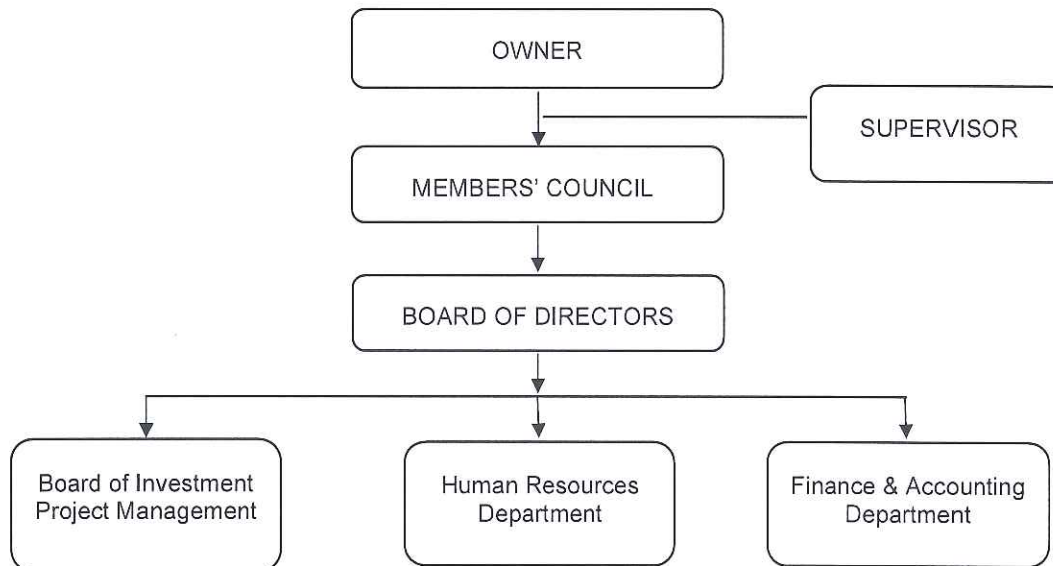 OWNER
SUPERVISOR
MEMBERS’ COUNCIL
BOARD OF DIRECTORS
Board of Investment
Project Management
Human Resources
Department
Finance & Accounting
Department